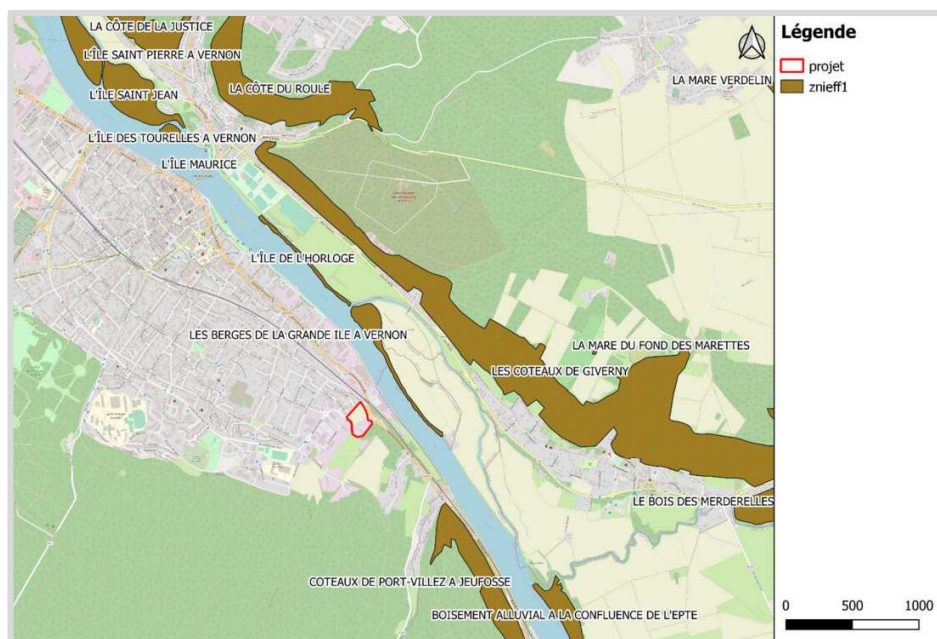 LA CÔTE DE LA JUSTICE
L'ÎLE SAINT PIERRE A VERNON
L'ÎLE SAINT JEAN
LA CÔTE DU ROULE
LA MARE VERDELIN
L'ÎLE DES TOURELLES A VERNON
L'ÎLE MAURICE
L'ÎLE DE L'HORLOGE
LES BERGES DE LA GRANDE ILE A VERNON
LA MARE DU FOND DES MARETTES
LES COTEAUX DE GIVERNY
LE BOIS DES MERDERELLES
COTEAUX DE PORT-VILLEZ A JEUFOSSE
BOISEMENT ALLUVIAL A LA CONFLUENCE DE L'EPTE
Légende
projet
znieff1
0 500 1000